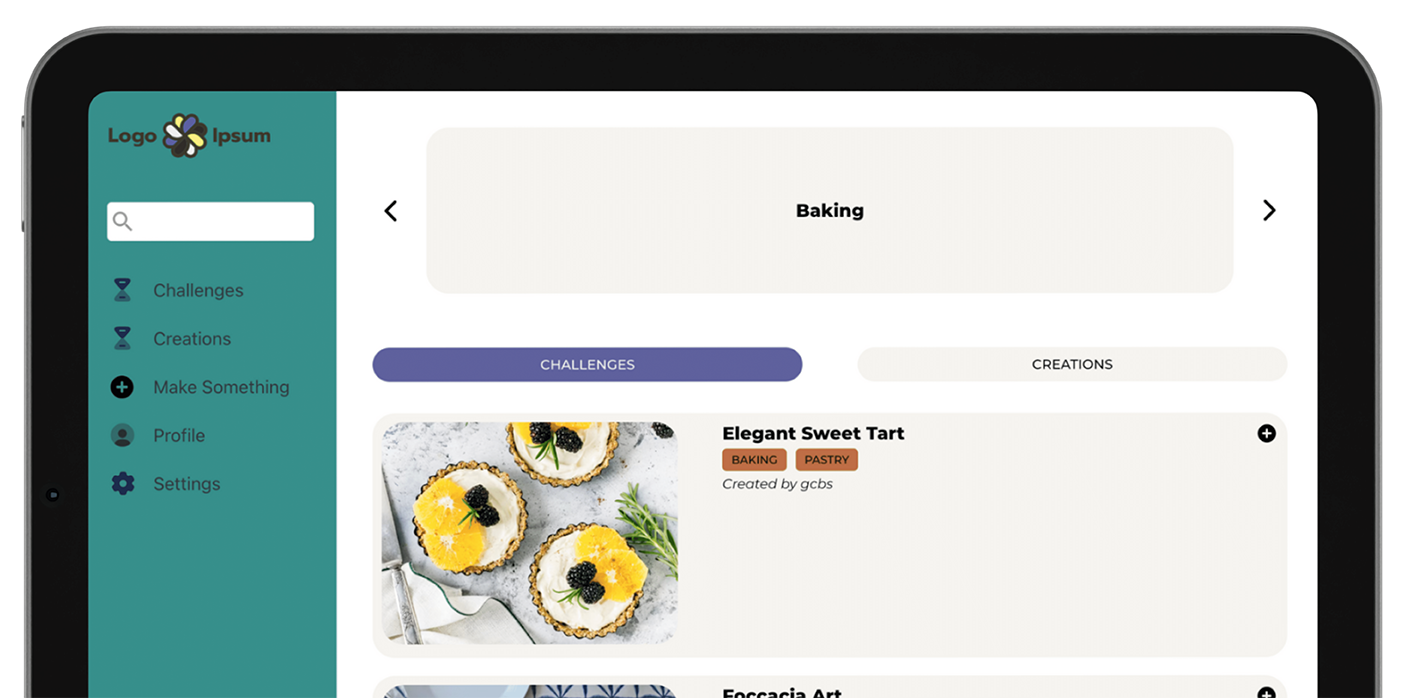 Logo Ipsum
Challenges
Creations
Make Something
Profile
Settings
Baking
CHALLENGES
CREATIONS
Elegant Sweet Tart
BAKING PASTRY
Created by gcbs
Foccacia Art